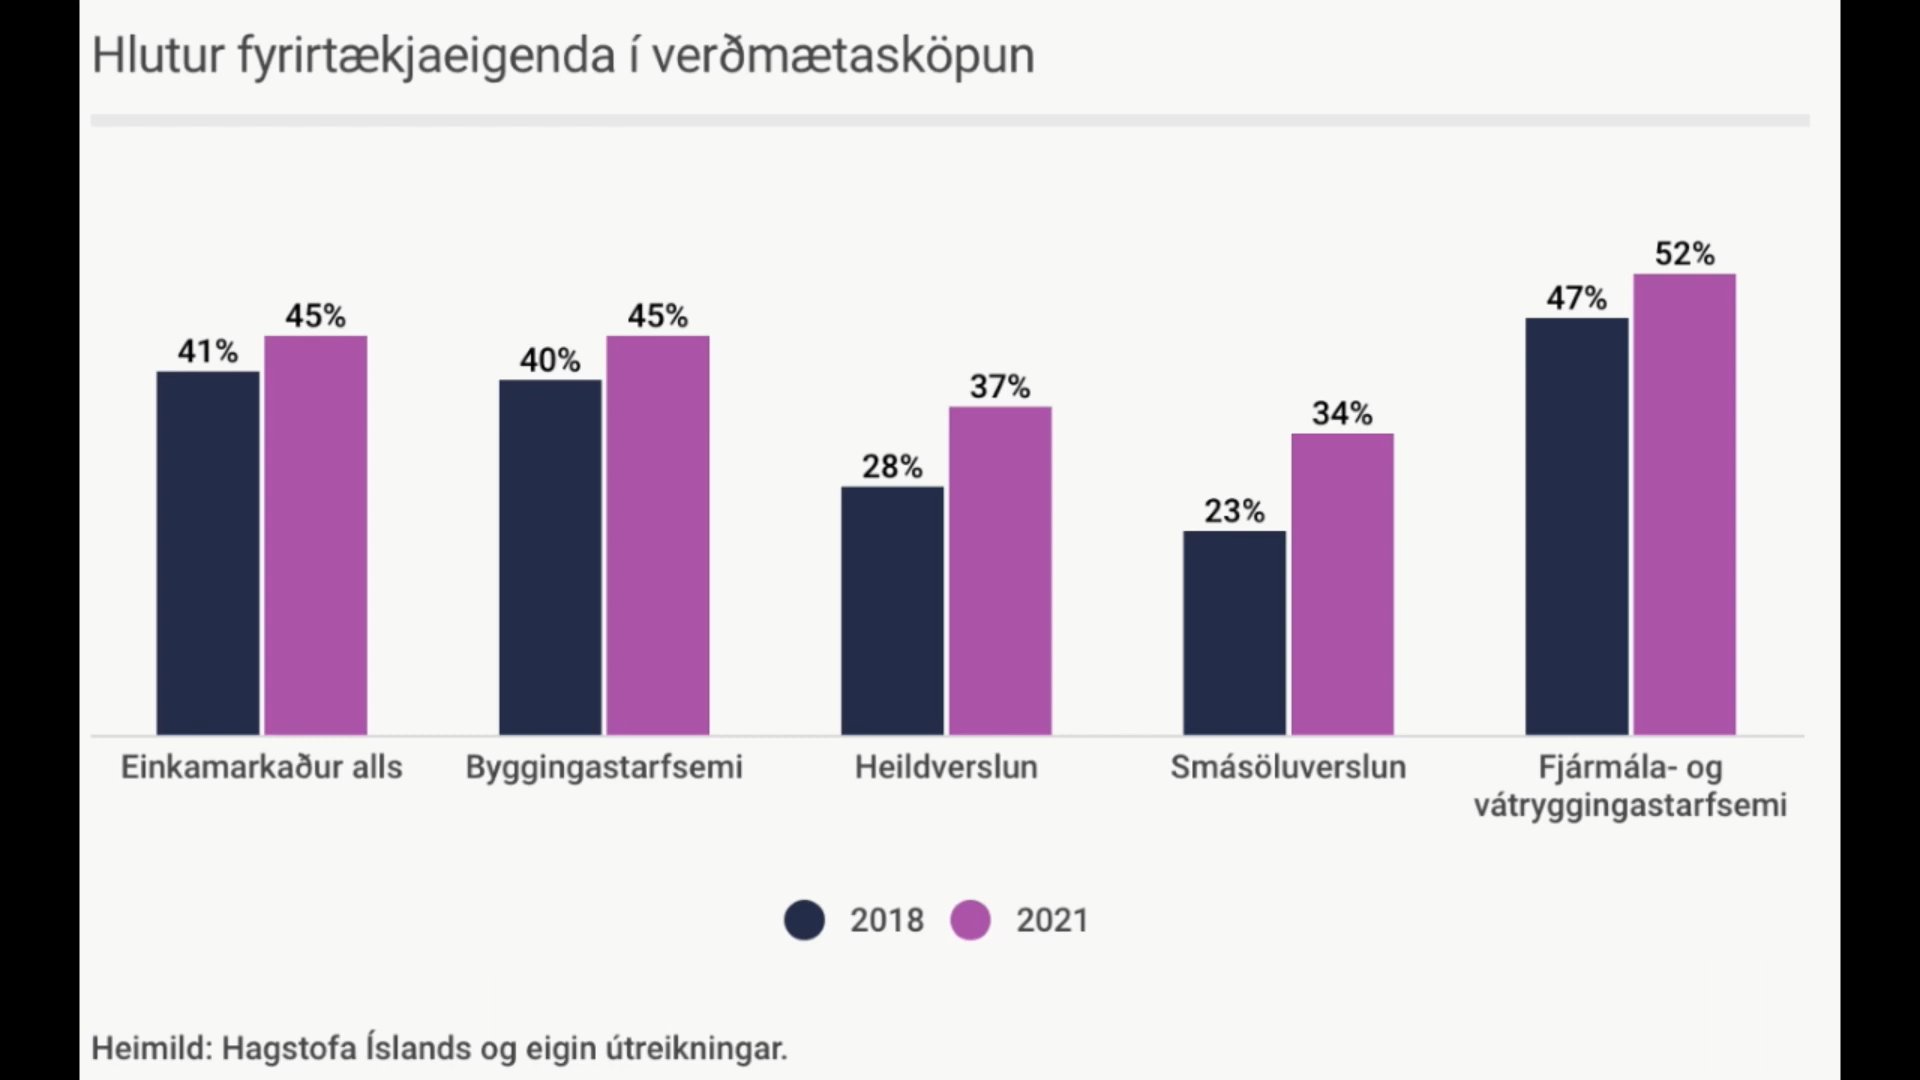 Hlutur fyrirtækjaeigenda í verðmætasköpun
41%
45%
40%
45%
28%
37%
23%
34%
47%
52%
Einkamarkaður alls
Byggingastarfsemi
Heildverslun
Smásöluverslun
Fjármála- og
vátryggingastarfsemi
2018
2021
Heimild: Hagstofa Íslands og eigin útreikningar.